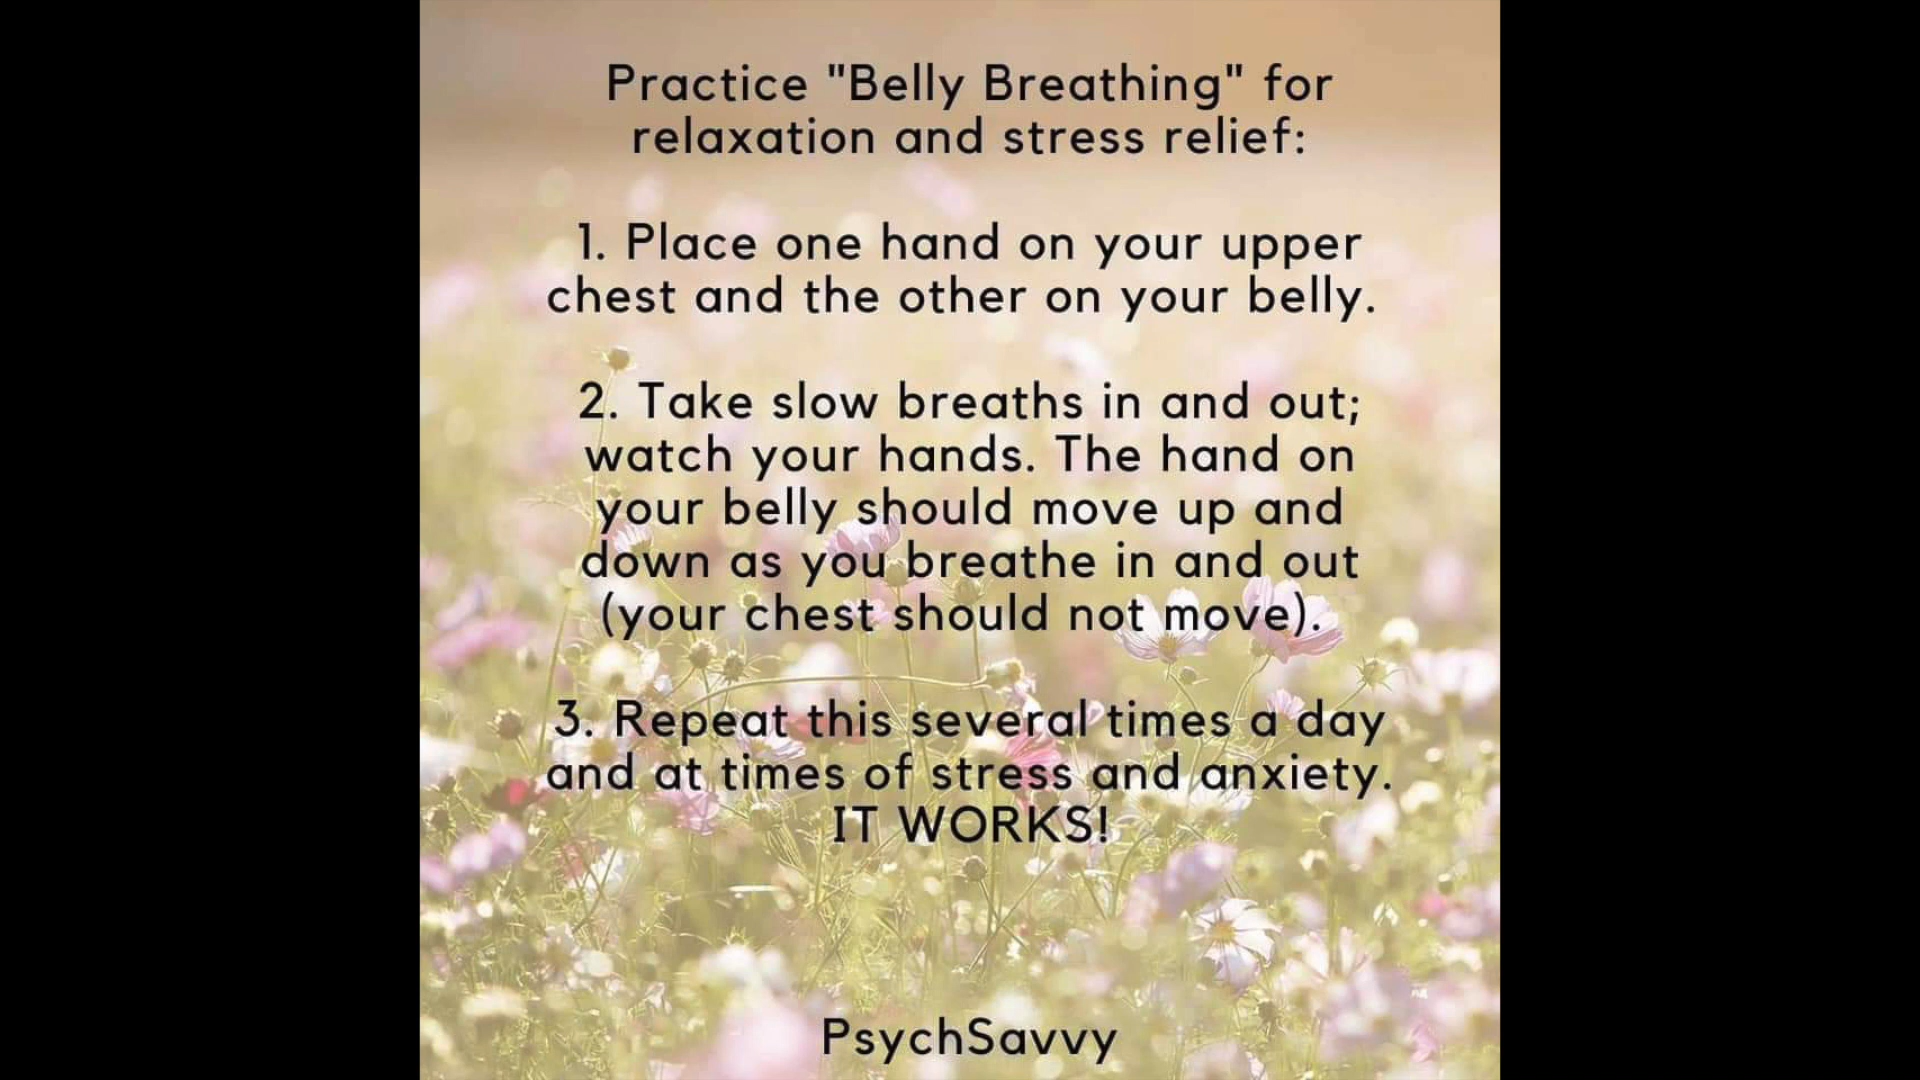 Practice "Belly Breathing" for
relaxation and stress relief:
1. Place one hand on your upper
chest and the other on your belly.
2. Take slow breaths in and out;
watch your hands. The hand on
your belly should move up and
down as you breathe in and out
(your chest should not move).
3. Repeat this several times a day
and at times of stress and anxiety.
IT WORKS!
PsychSavvy